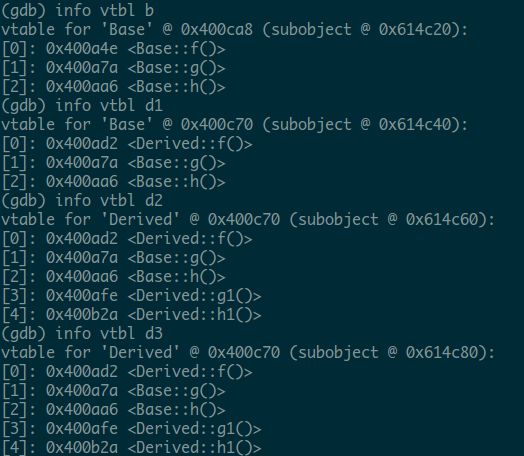 (gdb) info vtbl b
vtable for 'Base' @ 0x400ca8 (subobject @ 0x614c20):
[0]: 0x400a4e <Base::f()>
[1]: 0x400a7a <Base::g()>
[2]: 0x400aa6 <Base::h()>
(gdb) info vtbl d1
vtable for 'Base' @ 0x400c70 (subobject @ 0x614c40):
[0]: 0x400ad2 <Derived::f()>
[1]: 0x400a7a <Base::g()>
[2]: 0x400aa6 <Base::h()>
(gdb) info vtbl d2
vtable for 'Derived' @ 0x400c70 (subobject @ 0x614c60):
[0]: 0x400ad2 <Derived::f()>
[1]: 0x400a7a <Base::g()>
[2]: 0x400aa6 <Base::h()>
[3]: 0x400afe <Derived::g1()>
[4]: 0x400b2a <Derived::h1()>
(gdb) info vtbl d3
vtable for 'Derived' @ 0x400c70 (subobject @ 0x614c80):
[0]: 0x400ad2 <Derived::f()>
[1]: 0x400a7a <Base::g()>
[2]: 0x400aa6 <Base::h()>
[3]: 0x400afe <Derived::g1()>
[4]: 0x400b2a <Derived::h1()>